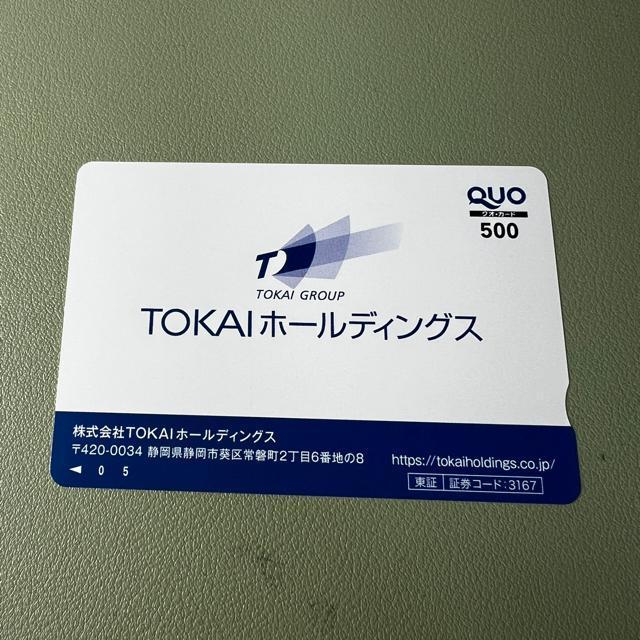 QUO
クオ・カード
500
T
TOKAI GROUP
TOKAIホールディングス
株式会社TOKAIホールディングス
〒420-0034 静岡県静岡市葵区常磐町2丁目6番地の8
https://tokaiholdings.co.jp/
◀ 0 5
東証 証券コード:3167